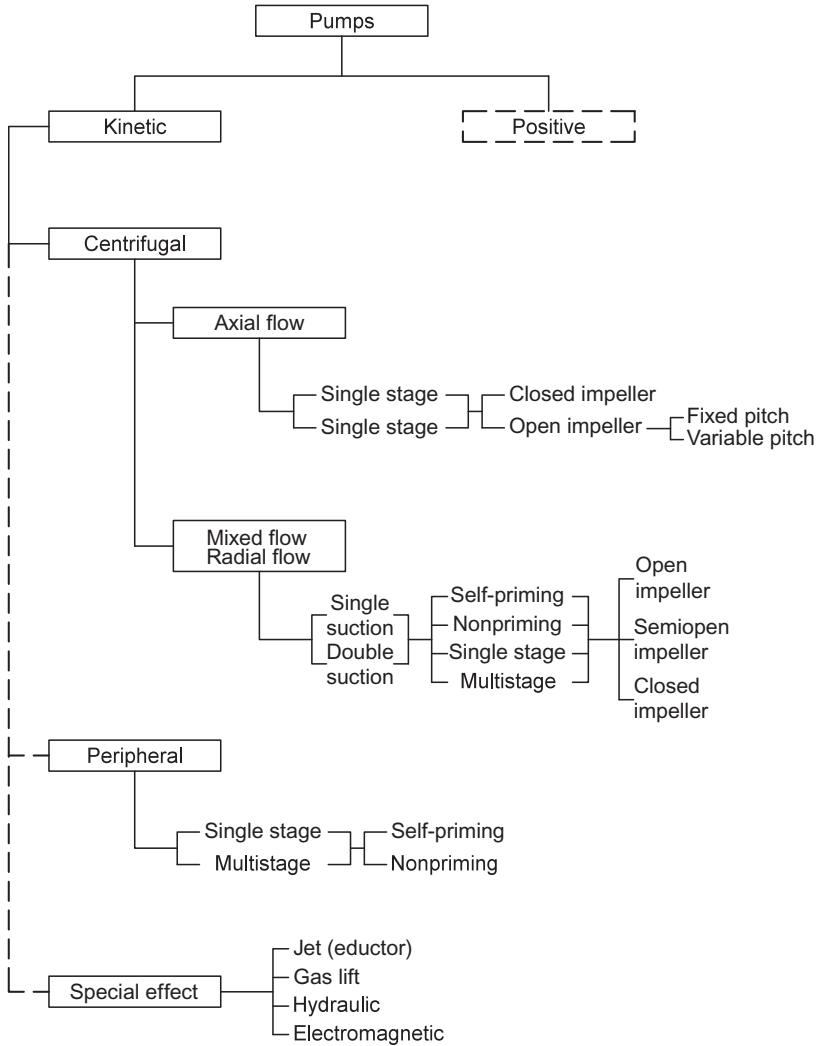 Pumps
Kinetic
Positive
Centrifugal
Axial flow
Single stage
Closed impeller
Single stage
Open impeller
Fixed pitch
Variable pitch
Mixed flow
Radial flow
Single
suction
Double
suction
Self-priming
Nonpriming
Single stage
Multistage
Open
impeller
Semiopen
impeller
Closed
impeller
Peripheral
Single stage
Multistage
Self-priming
Nonpriming
Special effect
Jet (eductor)
Gas lift
Hydraulic
Electromagnetic